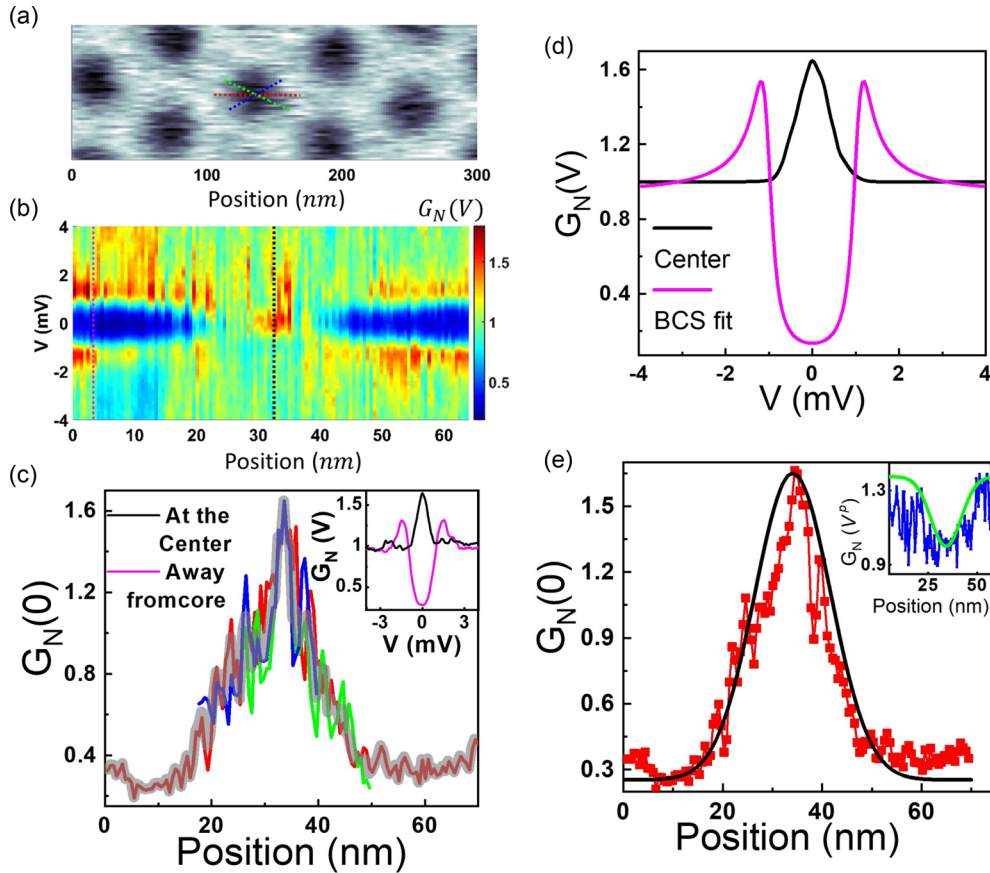 (a)
0
100
200
300
Position (nm)
(b)
G_N(V)
4
2
0
-2
-4
V (mV)
1.5
1
0.5
0 10 20 30 40 50 60
Position (nm)
(c)
1.6
1.2
0.8
0.4
G_N(0)
At the
Center
Away
fromcore
1.5
1.0
0.5
G_N (V)
-3 0 3
V (mV)
0 20 40 60
Position (nm)
(d)
1.6
1.2
0.8
0.4
G_N(V)
Center
BCS fit
-4 -2 0 2 4
V (mV)
(e)
1.5
1.2
0.9
0.6
0.3
G_N(0)
1.3
0.9
G_N (V^P)
25 50
Position (nm)
0 20 40 60
Position (nm)